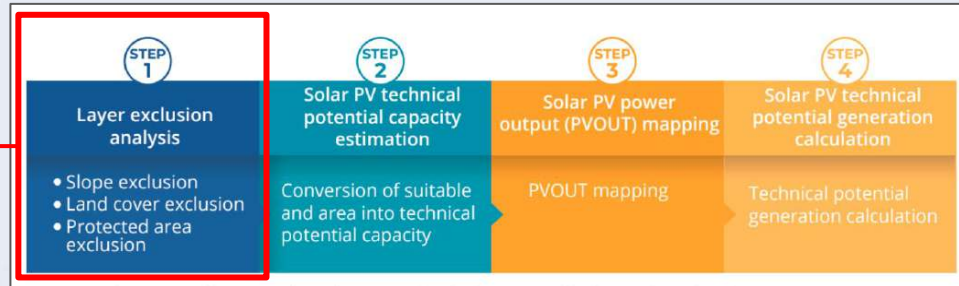 STEP
1
Layer exclusion
analysis
• Slope exclusion
• Land cover exclusion
• Protected area
exclusion
STEP
2
Solar PV technical
potential capacity
estimation
Conversion of suitable
and area into technical
potential capacity
STEP
3
Solar PV power
output (PVOUT) mapping
PVOUT mapping
STEP
4
Solar PV technical
potential generation
calculation
Technical potential
generation calculation